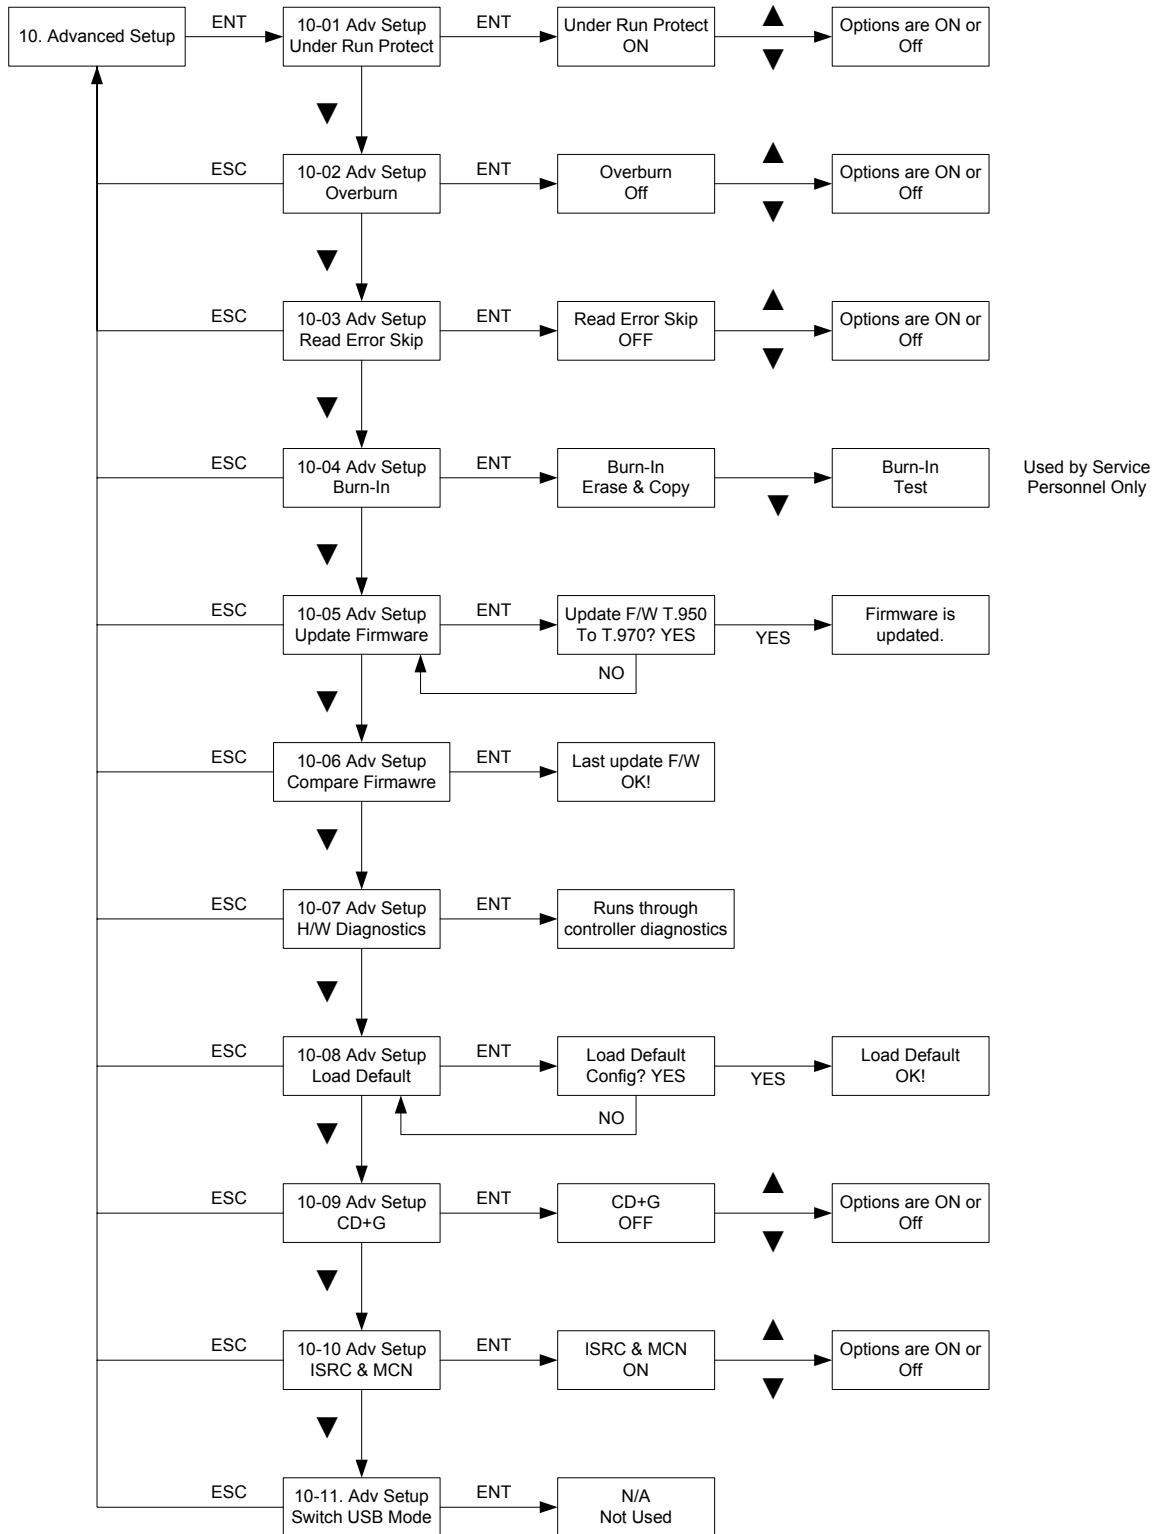 10. Advanced Setup
ENT
10-01 Adv Setup
Under Run Protect
ENT
Under Run Protect
ON
Options are ON or
Off
ESC
10-02 Adv Setup
Overburn
ENT
Overburn
Off
Options are ON or
Off
ESC
10-03 Adv Setup
Read Error Skip
ENT
Read Error Skip
OFF
Options are ON or
Off
ESC
10-04 Adv Setup
Burn-In
ENT
Burn-In
Erase & Copy
Burn-In
Test
Used by Service
Personnel Only
ESC
10-05 Adv Setup
Update Firmware
ENT
Update F/W T.950
To T.970? YES
YES
Firmware is
updated.
NO
ESC
10-06 Adv Setup
Compare Firmawre
ENT
Last update F/W
OK!
ESC
10-07 Adv Setup
H/W Diagnostics
ENT
Runs through
controller diagnostics
ESC
10-08 Adv Setup
Load Default
ENT
Load Default
Config? YES
YES
Load Default
OK!
NO
ESC
10-09 Adv Setup
CD+G
ENT
CD+G
OFF
Options are ON or
Off
ESC
10-10 Adv Setup
ISRC & MCN
ENT
ISRC & MCN
ON
Options are ON or
Off
ESC
10-11. Adv Setup
Switch USB Mode
ENT
N/A
Not Used